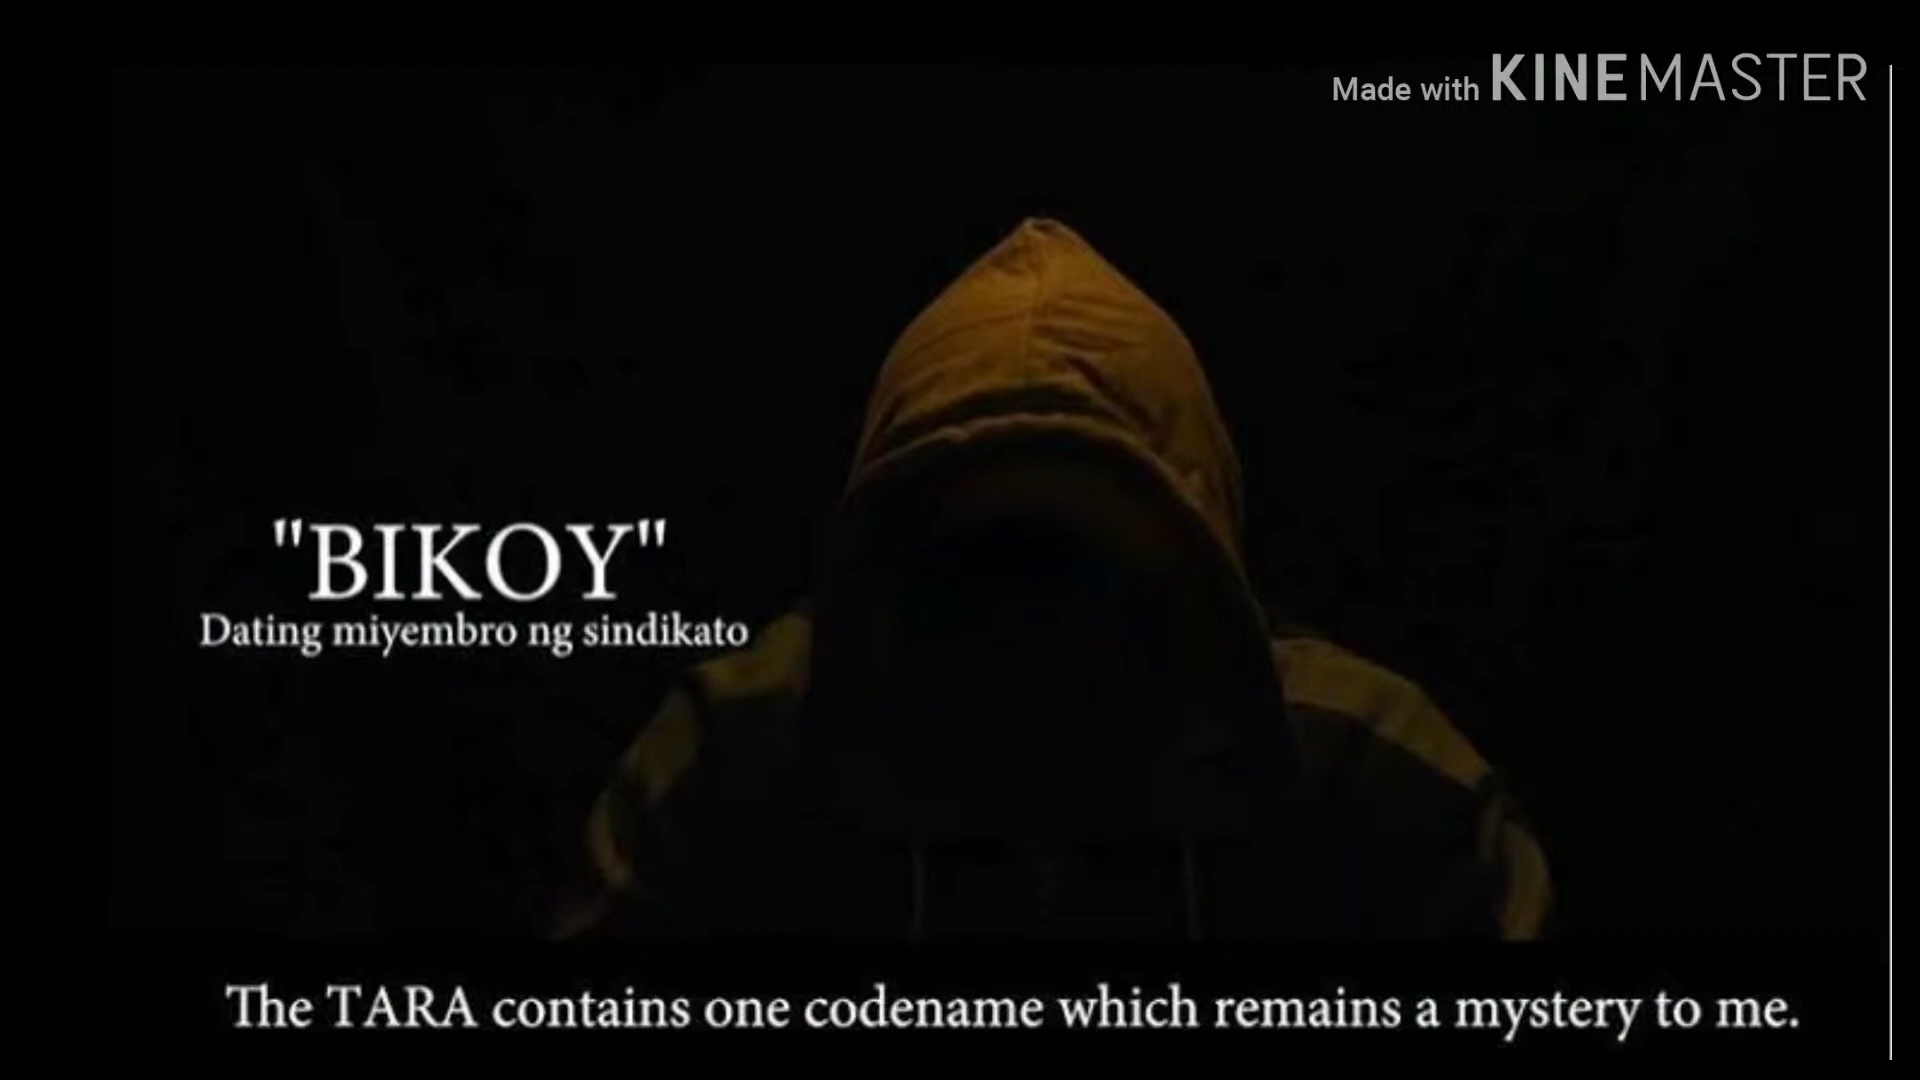 Made with KINEMASTER
"BIKOY"
Dating miyembro ng sindikato
The TARA contains one codename which remains a mystery to me.